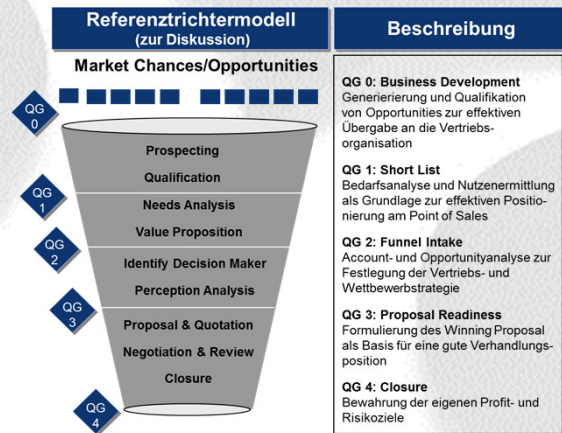 Referenztrichtermodell
(zur Diskussion)
Market Chances/Opportunities
QG
0
Prospecting
Qualification
QG
1
Needs Analysis
Value Proposition
QG
2
Identify Decision Maker
Perception Analysis
QG
3
Proposal & Quotation
Negotiation & Review
Closure
QG
4
Beschreibung
QG 0: Business Development
Generierierung und Qualifikation
von Opportunities zur effektiven
Übergabe an die Vertriebs-
organisation
QG 1: Short List
Bedarfsanalyse und Nutzenermittlung
als Grundlage zur effektiven Positio-
nierung am Point of Sales
QG 2: Funnel Intake
Account- und Opportunityanalyse zur
Festlegung der Vertriebs- und
Wettbewerbstrategie
QG 3: Proposal Readiness
Formulierung des Winning Proposal
als Basis für eine gute Verhandlungs-
position
QG 4: Closure
Bewahrung der eigenen Profit- und
Risikoziele